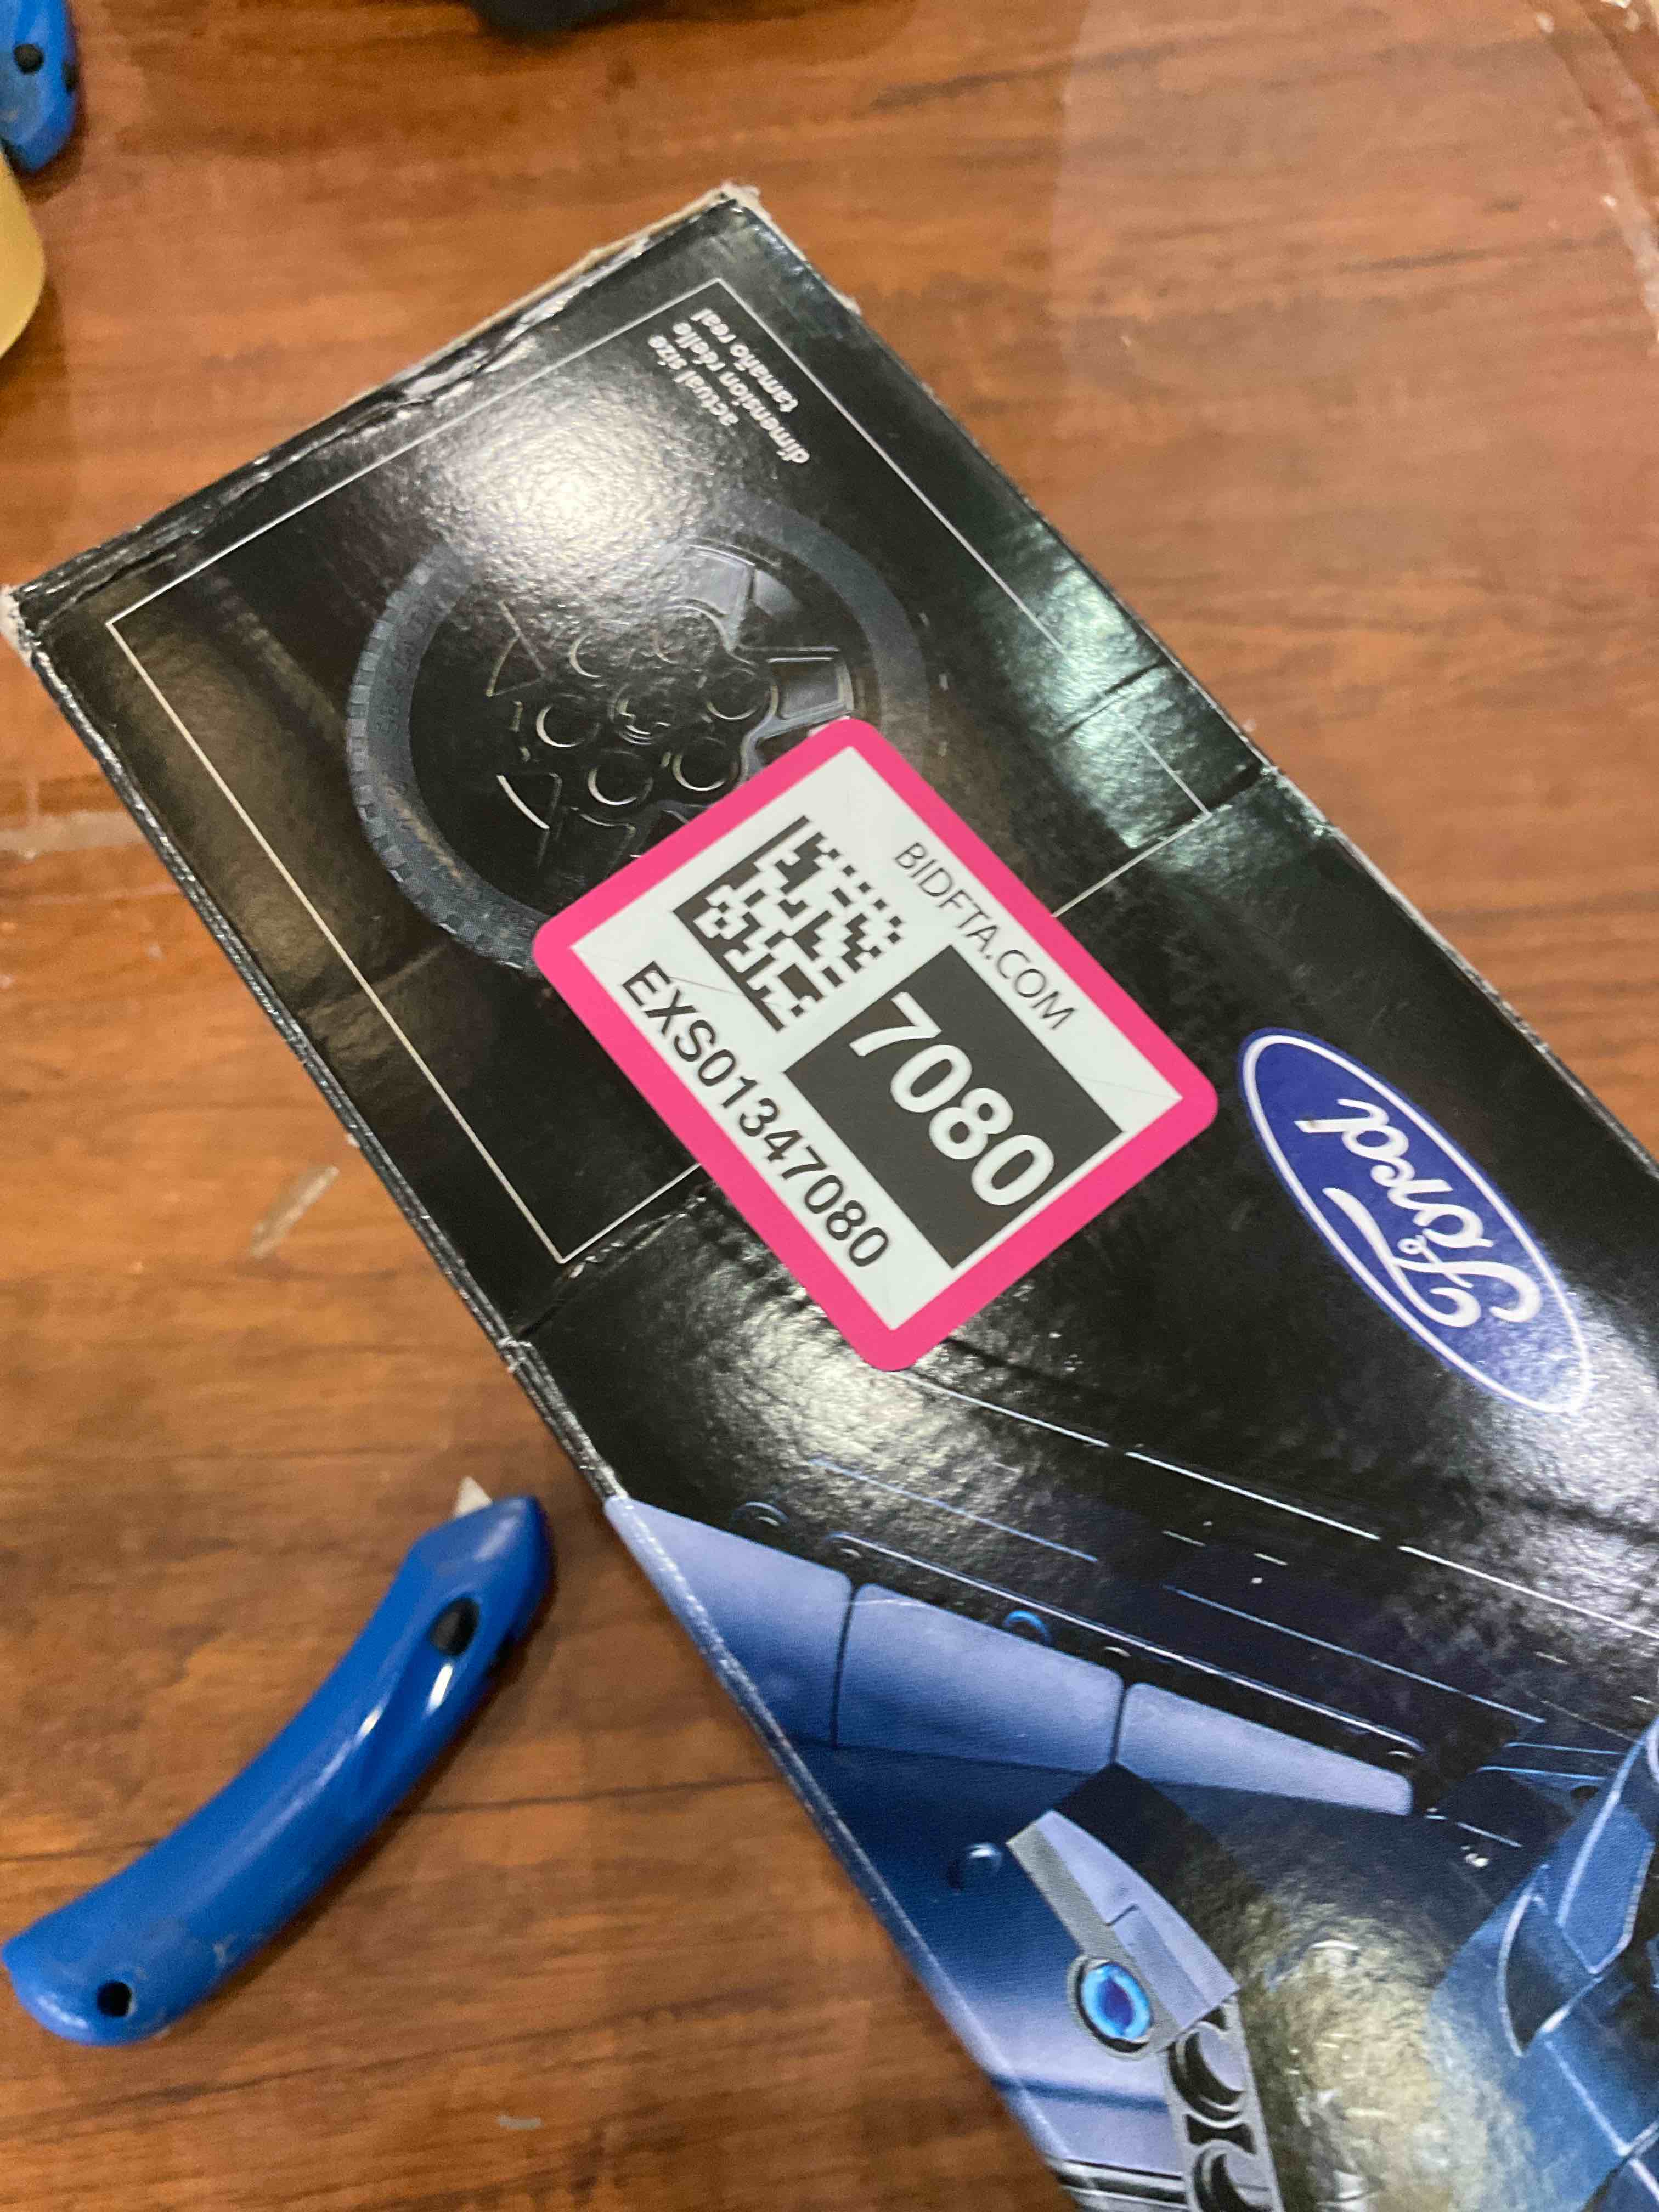 actual size
dimension réelle
tamaño real
BIDFTA.COM
7080
EXS01347080
Ford